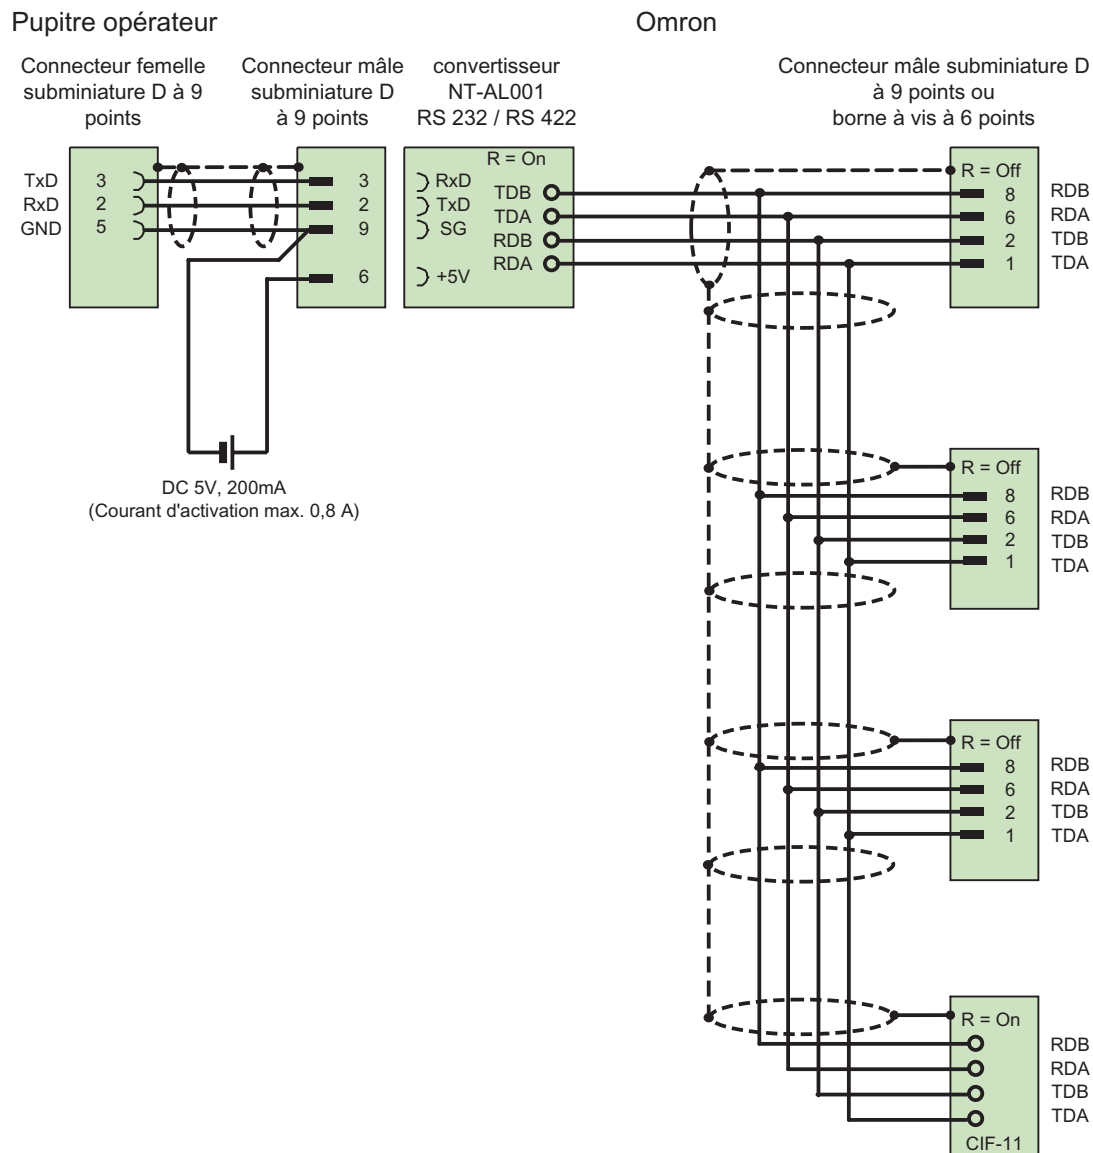 Pupitre opérateur
Omron
Connecteur femelle
subminiature D à 9
points
Connecteur mâle
subminiature D
à 9 points
convertisseur
NT-AL001
RS 232 / RS 422
Connecteur mâle subminiature D
à 9 points ou
borne à vis à 6 points
TxD 3
RxD 2
GND 5
3
2
9
6
R = On
RxD TDB
TxD TDA
SG RDB
RDA
+5V
R = Off
8 RDB
6 RDA
2 TDB
1 TDA
DC 5V, 200mA
(Courant d'activation max. 0,8 A)
R = Off
8 RDB
6 RDA
2 TDB
1 TDA
R = Off
8 RDB
6 RDA
2 TDB
1 TDA
R = On
RDB
RDA
TDB
TDA
CIF-11